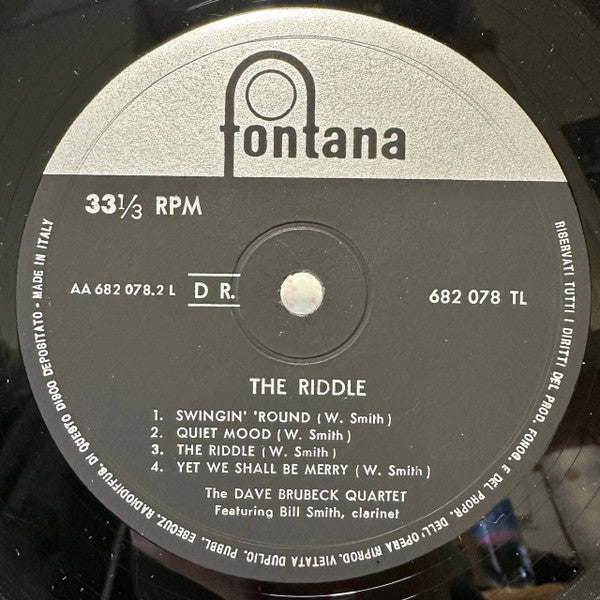 fontana
33 1/3 RPM
AA 682 078.2 L
D R.
682 078 TL
THE RIDDLE
1. SWINGIN' 'ROUND (W. Smith)
2. QUIET MOOD (W. Smith)
3. THE RIDDLE (W. Smith)
4. YET WE SHALL BE MERRY (W. Smith)
The DAVE BRUBECK QUARTET
Featuring Bill Smith, clarinet
RISERVATI TUTTI I DIRITTI DEL PROD. FONOG. E DEL PROPR. DELL'OPERA RIPROD. VIETATA DUPLIC. PUBBL. ESECUZ. RADIODIFFUS. DI QUESTO DISCO DEPOSITATO • MADE IN ITALY